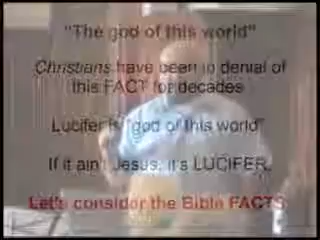 "The god of this world"
Christians have been in denial of
this FACT for decades
Lucifer is "god of this world"
If it ain't Jesus, it's LUCIFER.
Let's consider the Bible FACTS